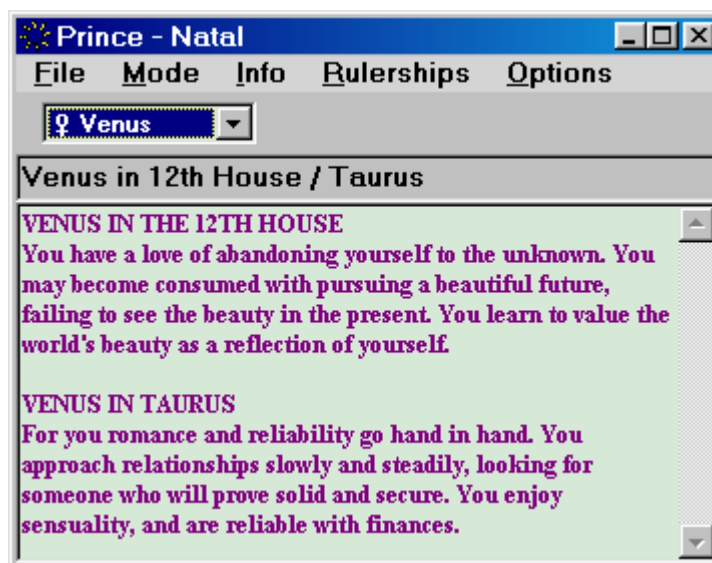 Prince - Natal
File Mode Info Rulerships Options
♀ Venus
Venus in 12th House / Taurus
VENUS IN THE 12TH HOUSE
You have a love of abandoning yourself to the unknown. You
may become consumed with pursuing a beautiful future,
failing to see the beauty in the present. You learn to value the
world's beauty as a reflection of yourself.
VENUS IN TAURUS
For you romance and reliability go hand in hand. You
approach relationships slowly and steadily, looking for
someone who will prove solid and secure. You enjoy
sensuality, and are reliable with finances.